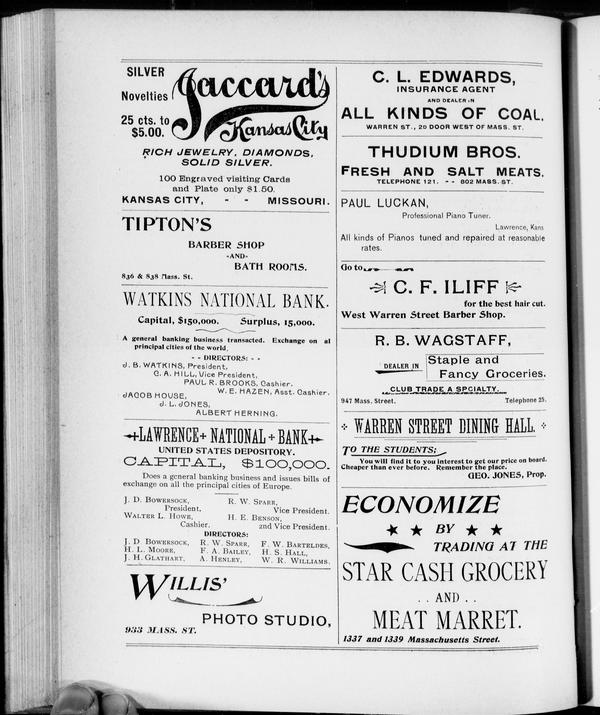 SILVER
Novelties
25 cts. to
$5.00.
Jaccard's
Kansas City
RICH JEWELRY, DIAMONDS,
SOLID SILVER.
100 Engraved visiting Cards
and Plate only $1.50.
KANSAS CITY, - - MISSOURI.
TIPTON'S
BARBER SHOP
-AND-
BATH ROOMS.
836 & 838 Mass. St.
WATKINS NATIONAL BANK.
Capital, $150,000. Surplus, 15,000.
A general banking business transacted. Exchange on al
principal cities of the world.
- - DIRECTORS: - -
J. B. WATKINS, President,
C. A. HILL, Vice President,
PAUL R. BROOKS, Cashier.
W. E. HAZEN, Asst. Cashier.
JACOB HOUSE,
J. L. JONES,
ALBERT HERNING.
LAWRENCE + NATIONAL + BANK
UNITED STATES DEPOSITORY.
CAPITAL, $100,000.
Does a general banking business and issues bills of
exchange on all the principal cities of Europe.
J. D. BOWERSOCK, R. W. SPARR,
President, Vice President.
WALTER L. HOWE, H. E. BENSON,
Cashier. 2nd Vice President.
DIRECTORS:
J. D BOWERSOCK, R. W. SPARR, F. W. BARTELDES,
H. L. MOORE, F. A. BAILEY, H. S. HALL,
J. H. GLATHART, A. HENLEY, W. R. WILLIAMS.
WILLIS'
PHOTO STUDIO,
933 MASS. ST.
C. L. EDWARDS,
INSURANCE AGENT
AND DEALER IN
ALL KINDS OF COAL.
WARREN ST., 2D DOOR WEST OF MASS. ST.
THUDIUM BROS.
FRESH AND SALT MEATS.
TELEPHONE 121. - - 802 MASS. ST.
PAUL LUCKAN,
Professional Piano Tuner.
Lawrence, Kans
All kinds of Pianos tuned and repaired at reasonable
rates.
Go to
C. F. ILIFF
for the best hair cut.
West Warren Street Barber Shop.
R. B. WAGSTAFF,
DEALER IN
Staple and
Fancy Groceries.
CLUB TRADE A SPCIALTY.
947 Mass. Street. Telephone 25.
WARREN STREET DINING HALL.
TO THE STUDENTS:
You will find it to you interest to get our price on board.
Cheaper than ever before. Remember the place.
GEO. JONES, Prop.
ECONOMIZE
★ ★ BY ★ ★
TRADING AT THE
STAR CASH GROCERY
. . AND . .
MEAT MARRET.
1337 and 1339 Massachusetts Street.